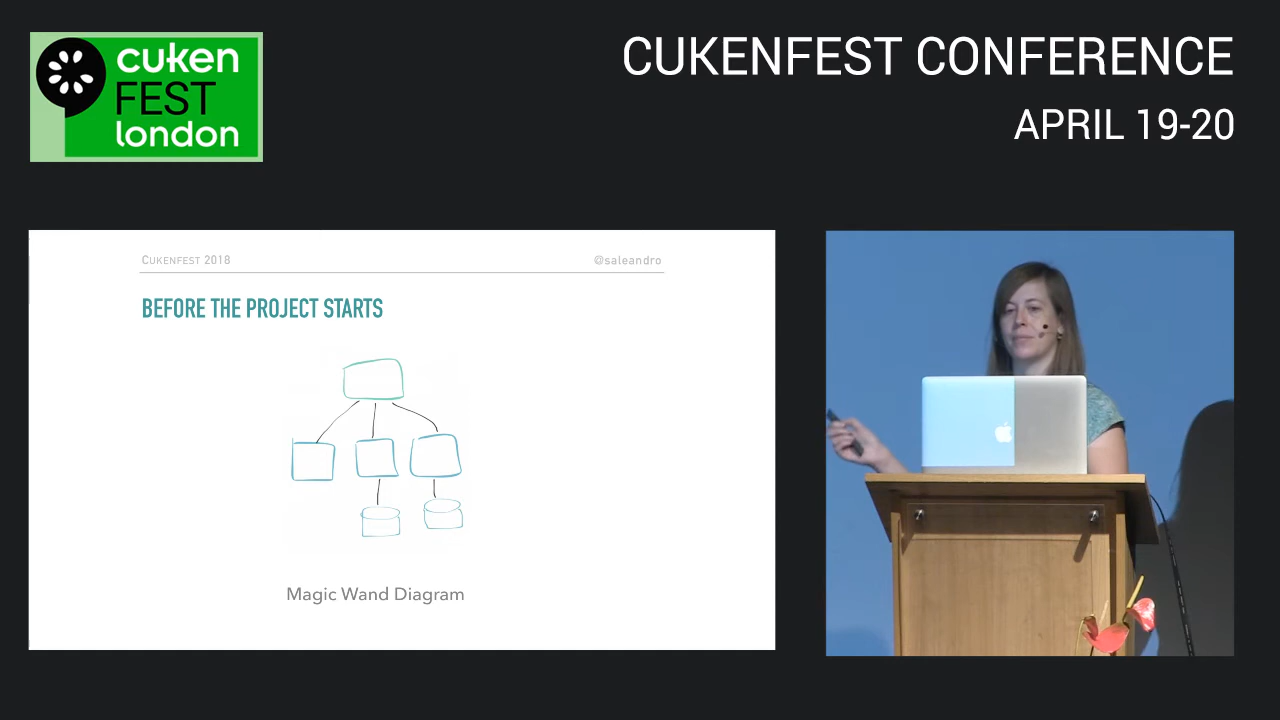 cuken
FEST
london
CUKENFEST CONFERENCE
APRIL 19-20
CUKENFEST 2018
@saleandro
BEFORE THE PROJECT STARTS
Magic Wand Diagram